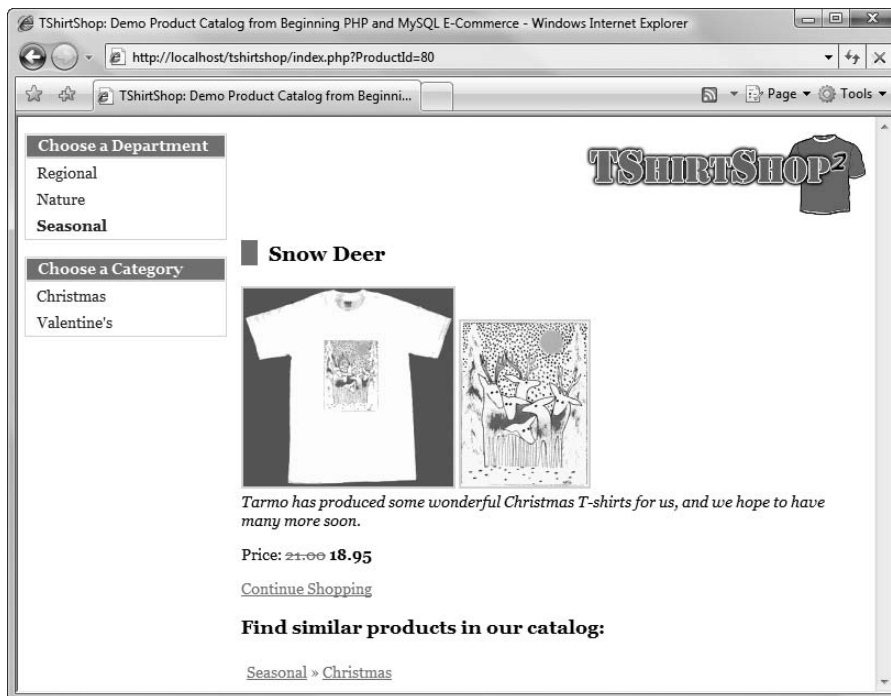 TShirtShop: Demo Product Catalog from Beginning PHP and MySQL E-Commerce - Windows Internet Explorer
http://localhost/tshirtshop/index.php?ProductId=80
TShirtShop: Demo Product Catalog from Beginni...
Page
Tools
Choose a Department
Regional
Nature
Seasonal
Choose a Category
Christmas
Valentine's
TShirtShop²
Snow Deer
Tarmo has produced some wonderful Christmas T-shirts for us, and we hope to have
many more soon.
Price: 21.00 18.95
Continue Shopping
Find similar products in our catalog:
Seasonal » Christmas